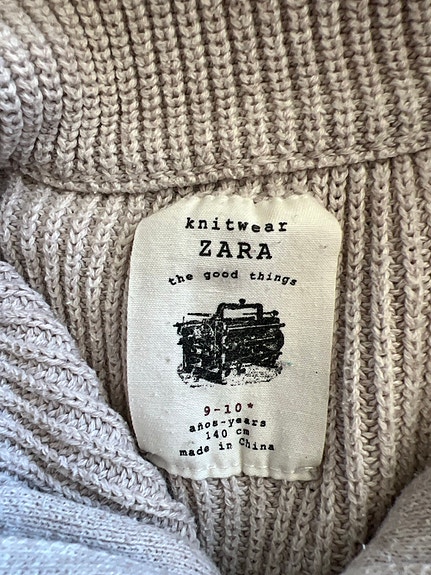 knitwear
ZARA
the good things
9-10*
años-years
140 cm
made in China